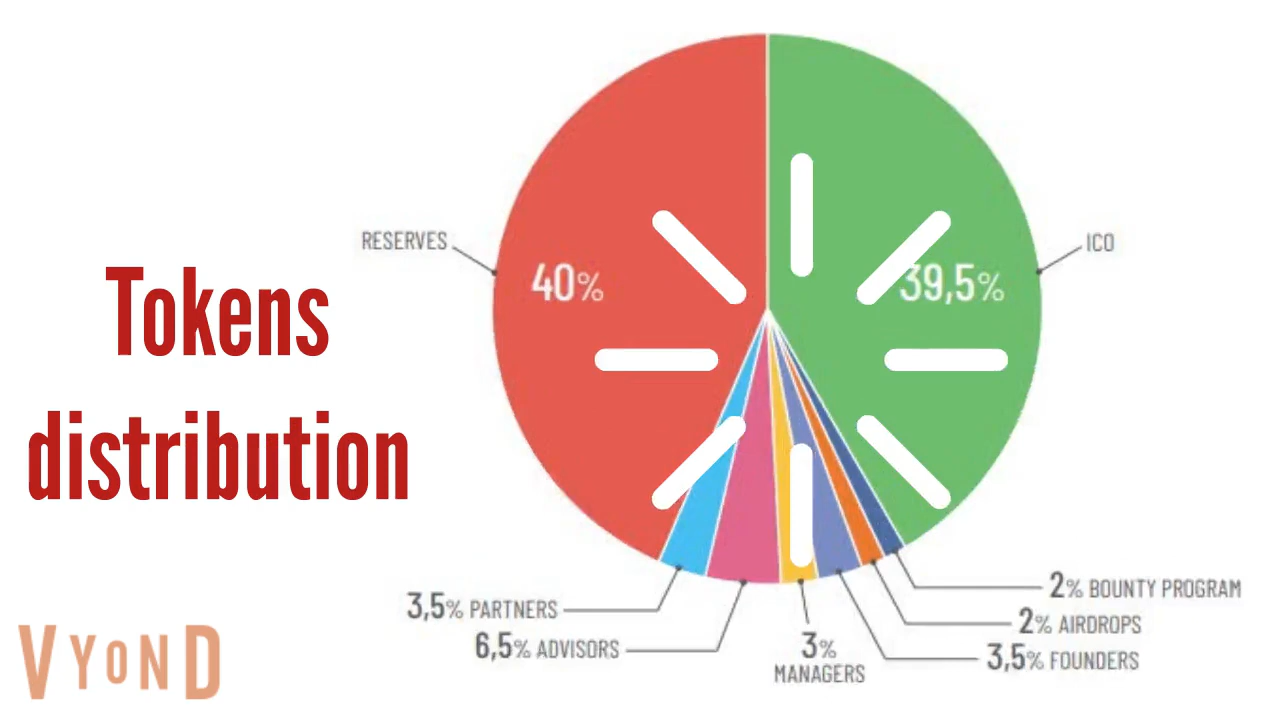 RESERVES
ICO
40%
39,5%
Tokens
distribution
2% BOUNTY PROGRAM
3,5% PARTNERS
2% AIRDROPS
6,5% ADVISORS
3%
MANAGERS
3,5% FOUNDERS
VYOND